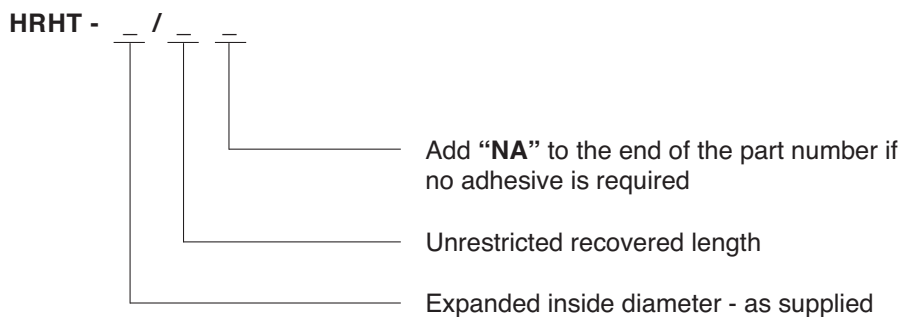 HRHT - _ / _ _
Add “NA” to the end of the part number if
no adhesive is required
Unrestricted recovered length
Expanded inside diameter - as supplied